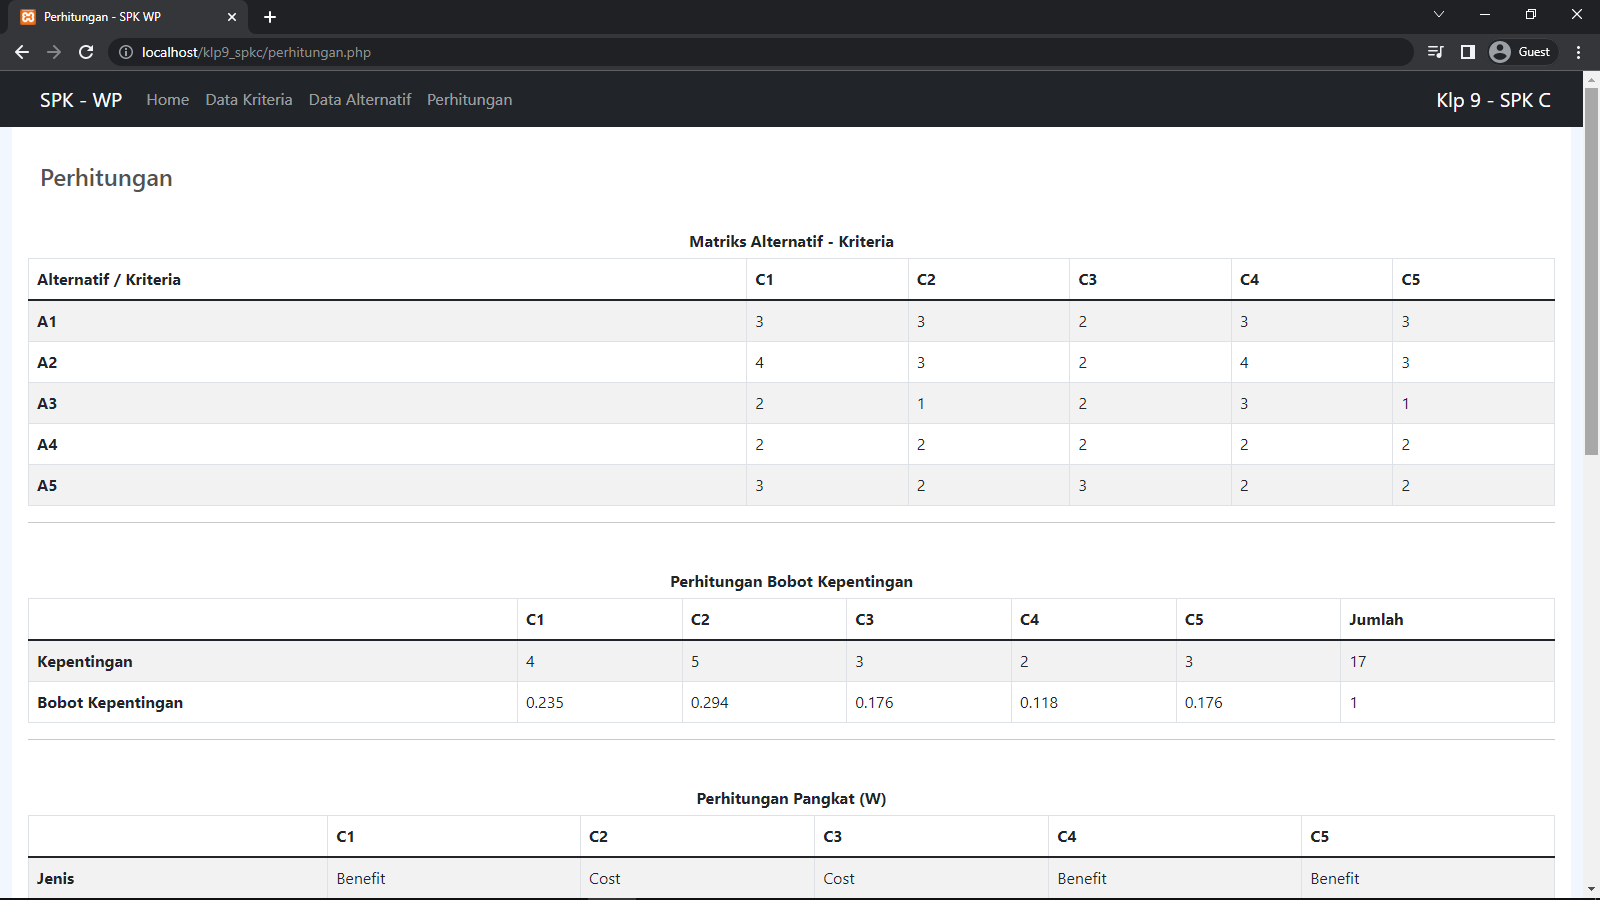 Perhitungan - SPK WP
localhost/klp9_spkc/perhitungan.php
Guest
SPK - WP Home Data Kriteria Data Alternatif Perhitungan Klp 9 - SPK C
Perhitungan
Matriks Alternatif - Kriteria
Alternatif / Kriteria C1 C2 C3 C4 C5
A1 3 3 2 3 3
A2 4 3 2 4 3
A3 2 1 2 3 1
A4 2 2 2 2 2
A5 3 2 3 2 2
Perhitungan Bobot Kepentingan
C1 C2 C3 C4 C5 Jumlah
Kepentingan 4 5 3 2 3 17
Bobot Kepentingan 0.235 0.294 0.176 0.118 0.176 1
Perhitungan Pangkat (W)
C1 C2 C3 C4 C5
Jenis Benefit Cost Cost Benefit Benefit